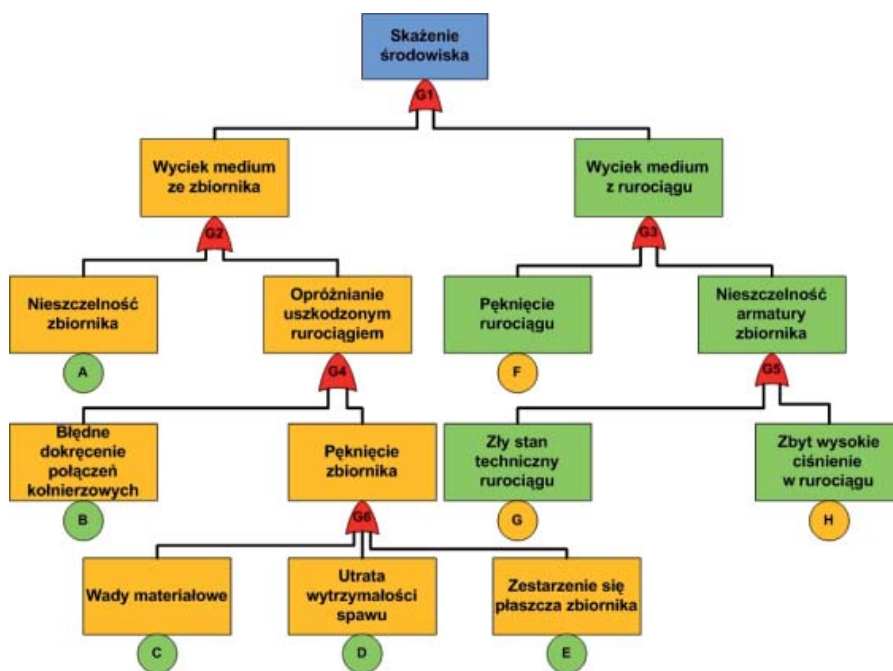 Skażenie
środowiska
G1
Wyciek medium
ze zbiornika
Wyciek medium
z rurociągu
G2
G3
Nieszczelność
zbiornika
Opróżnianie
uszkodzonym
rurociągiem
Pęknięcie
rurociągu
Nieszczelność
armatury
zbiornika
A
G4
F
G5
Błędne
dokręcenie
połączeń
kołnierzowych
Pęknięcie
zbiornika
Zły stan
techniczny
rurociągu
Zbyt wysokie
ciśnienie
w rurociągu
B
G6
G
H
Wady materiałowe
Utrata
wytrzymałości
spawu
Zestarzenie się
płaszcza zbiornika
C
D
E